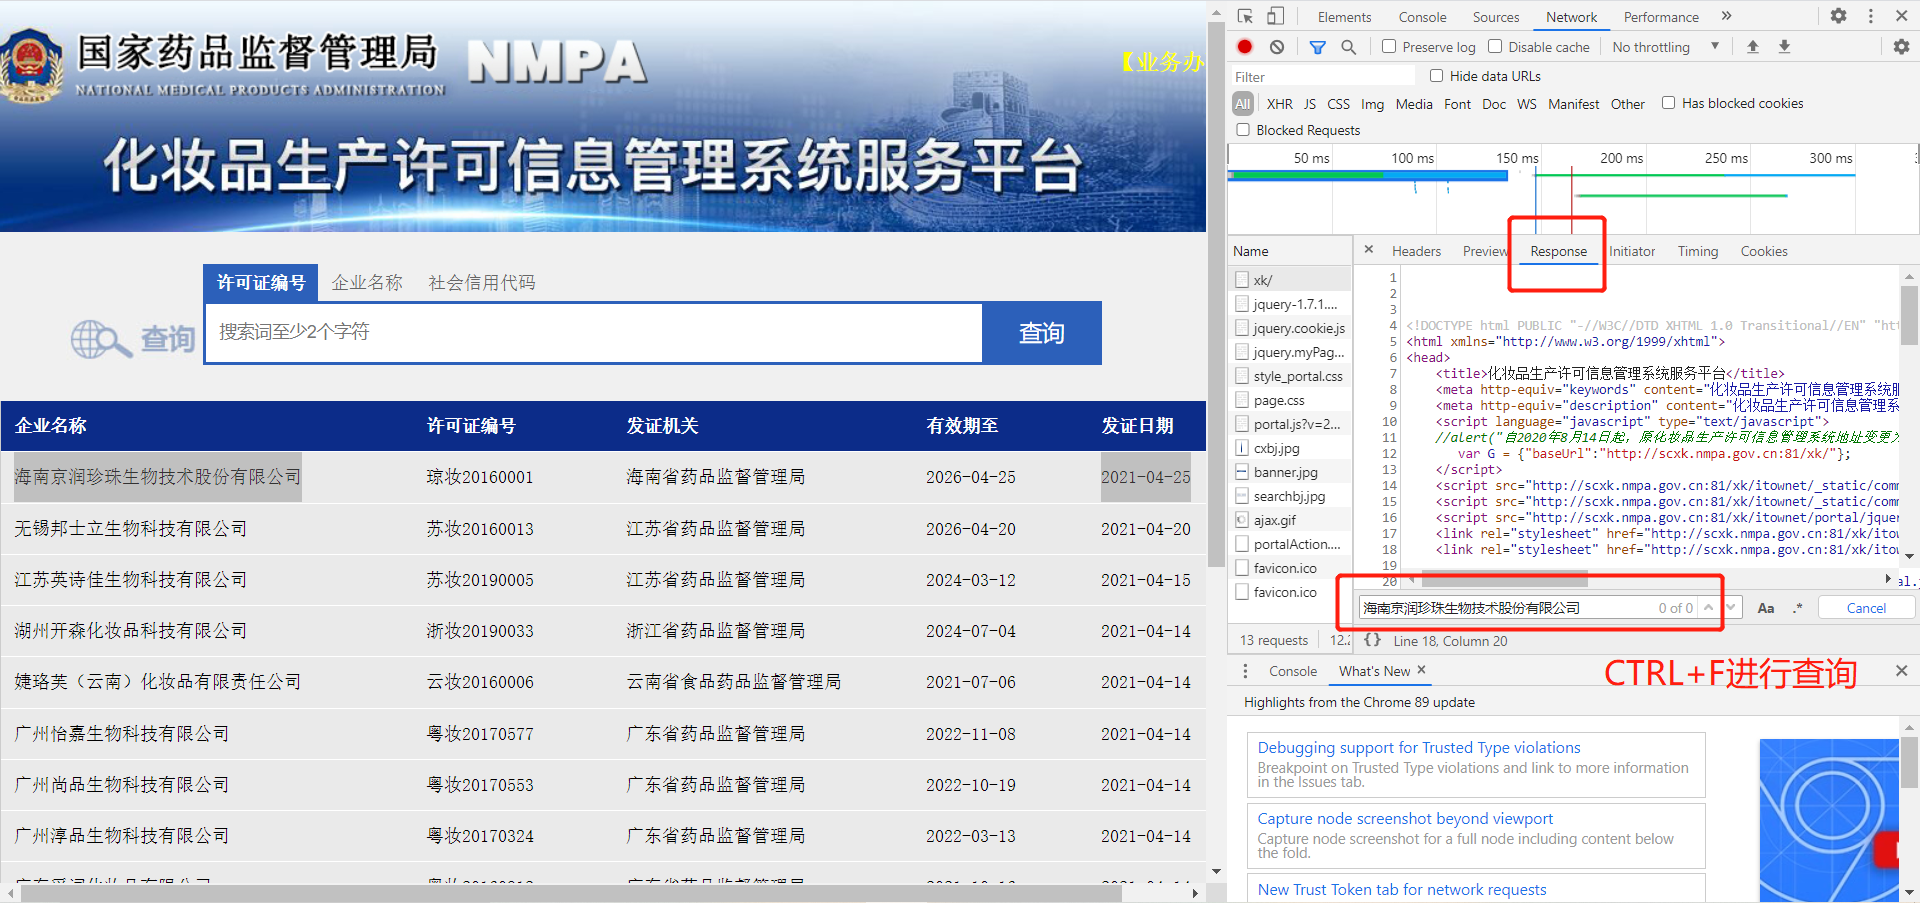 国家药品监督管理局
NMPA
NATIONAL MEDICAL PRODUCTS ADMINISTRATION
【业务办
化妆品生产许可信息管理系统服务平台
许可证编号 企业名称 社会信用代码
查询 搜索词至少2个字符 查询
企业名称 许可证编号 发证机关 有效期至 发证日期
海南京润珍珠生物技术股份有限公司 琼妆20160001 海南省药品监督管理局 2026-04-25 2021-04-25
无锡邦士立生物科技有限公司 苏妆20160013 江苏省药品监督管理局 2026-04-20 2021-04-20
江苏英诗佳生物科技有限公司 苏妆20190005 江苏省药品监督管理局 2024-03-12 2021-04-15
湖州开森化妆品科技有限公司 浙妆20190033 浙江省药品监督管理局 2024-07-04 2021-04-14
婕珞芙（云南）化妆品有限责任公司 云妆20160006 云南省食品药品监督管理局 2021-07-06 2021-04-14
广州怡嘉生物科技有限公司 粤妆20170577 广东省药品监督管理局 2022-11-08 2021-04-14
广州尚品生物科技有限公司 粤妆20170553 广东省药品监督管理局 2022-10-19 2021-04-14
广州淳品生物科技有限公司 粤妆20170324 广东省药品监督管理局 2022-03-13 2021-04-14
Elements Console Sources Network Performance »
Preserve log Disable cache No throttling
Filter Hide data URLs
All XHR JS CSS Img Media Font Doc WS Manifest Other Has blocked cookies
Blocked Requests
50 ms 100 ms 150 ms 200 ms 250 ms 300 ms
Name
xk/
jquery-1.7.1....
jquery.cookie.js
jquery.myPag...
style_portal.css
page.css
portal.js?v=2...
cxbj.jpg
banner.jpg
searchbj.jpg
ajax.gif
portalAction....
favicon.ico
favicon.ico
13 requests 12.2
× Headers Preview Response Initiator Timing Cookies
1
2
3
4 <!DOCTYPE html PUBLIC "-//W3C//DTD XHTML 1.0 Transitional//EN" "htt
5 <html xmlns="http://www.w3.org/1999/xhtml">
6 <head>
7 <title>化妆品生产许可信息管理系统服务平台</title>
8 <meta http-equiv="keywords" content="化妆品生产许可信息管理系统服
9 <meta http-equiv="description" content="化妆品生产许可信息管理系
10 <script language="javascript" type="text/javascript">
11 //alert("自2020年8月14日起，原化妆品生产许可信息管理系统地址变更为
12 var G = {"baseUrl":"http://scxk.nmpa.gov.cn:81/xk/"};
13 </script>
14 <script src="http://scxk.nmpa.gov.cn:81/xk/itownet/_static/comm
15 <script src="http://scxk.nmpa.gov.cn:81/xk/itownet/_static/comm
16 <script src="http://scxk.nmpa.gov.cn:81/xk/itownet/portal/jquer
17 <link rel="stylesheet" href="http://scxk.nmpa.gov.cn:81/xk/itow
18 <link rel="stylesheet" href="http://scxk.nmpa.gov.cn:81/xk/itow
19
20
海南京润珍珠生物技术股份有限公司 0 of 0 Aa .* Cancel
{} Line 18, Column 20
Console What's New ×
CTRL+F进行查询
Highlights from the Chrome 89 update
Debugging support for Trusted Type violations
Breakpoint on Trusted Type violations and link to more information
in the Issues tab.
Capture node screenshot beyond viewport
Capture node screenshot for a full node including content below
the fold.
New Trust Token tab for network requests